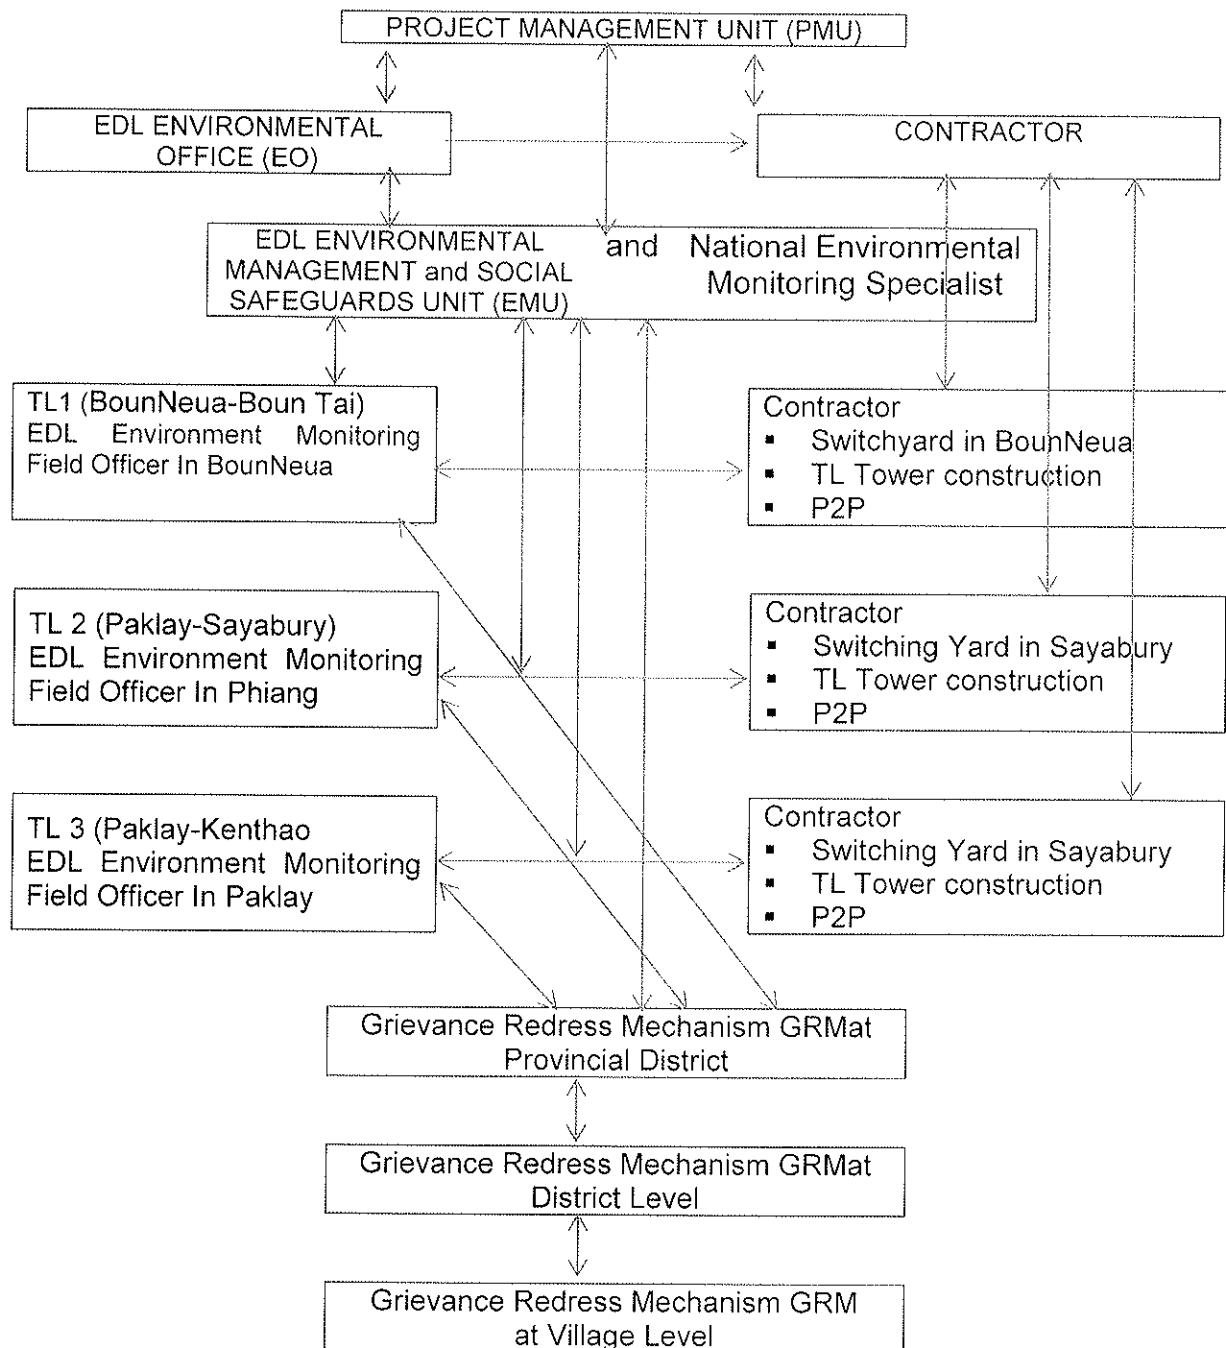 PROJECT MANAGEMENT UNIT (PMU)
EDL ENVIRONMENTAL
OFFICE (EO)
CONTRACTOR
EDL ENVIRONMENTAL
MANAGEMENT and SOCIAL
SAFEGUARDS UNIT (EMU)
and National Environmental
Monitoring Specialist
TL1 (BounNeua-Boun Tai)
EDL Environment Monitoring
Field Officer In BounNeua
Contractor
▪ Switchyard in BounNeua
▪ TL Tower construction
▪ P2P
TL 2 (Paklay-Sayabury)
EDL Environment Monitoring
Field Officer In Phiang
Contractor
▪ Switching Yard in Sayabury
▪ TL Tower construction
▪ P2P
TL 3 (Paklay-Kenthao
EDL Environment Monitoring
Field Officer In Paklay
Contractor
▪ Switching Yard in Sayabury
▪ TL Tower construction
▪ P2P
Grievance Redress Mechanism GRMat
Provincial District
Grievance Redress Mechanism GRMat
District Level
Grievance Redress Mechanism GRM
at Village Level